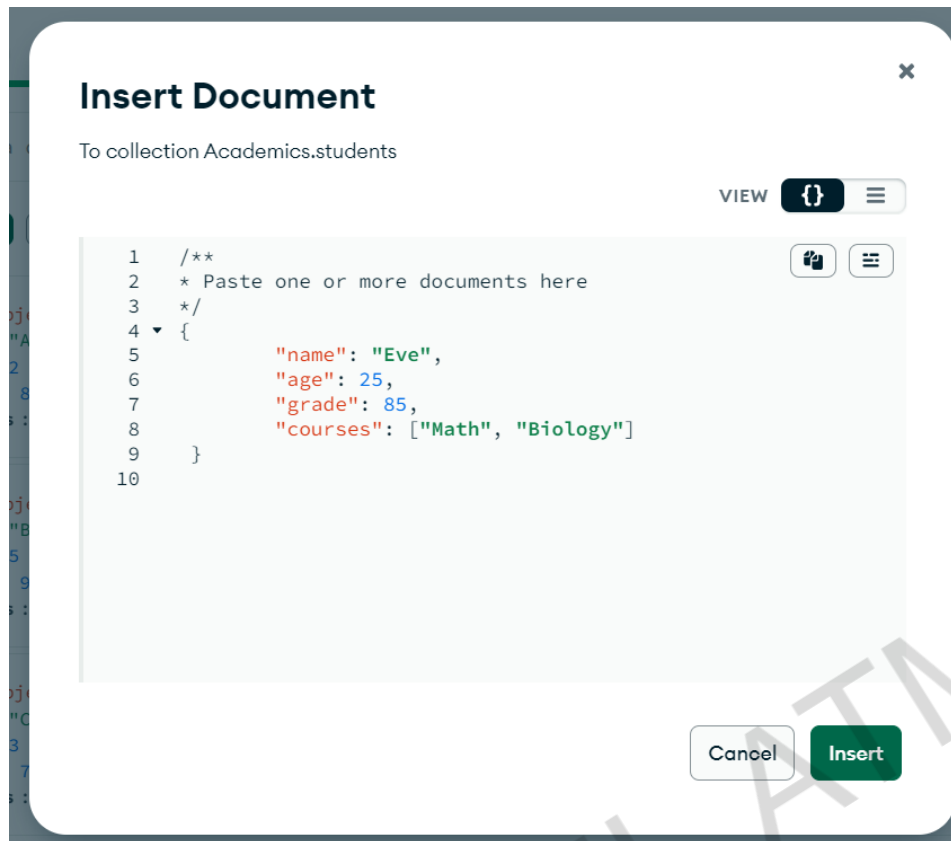 Insert Document
To collection Academics.students
VIEW {}
1 /**
2 * Paste one or more documents here
3 */
4 {
5 "name": "Eve",
6 "age": 25,
7 "grade": 85,
8 "courses": ["Math", "Biology"]
9 }
10
Cancel Insert